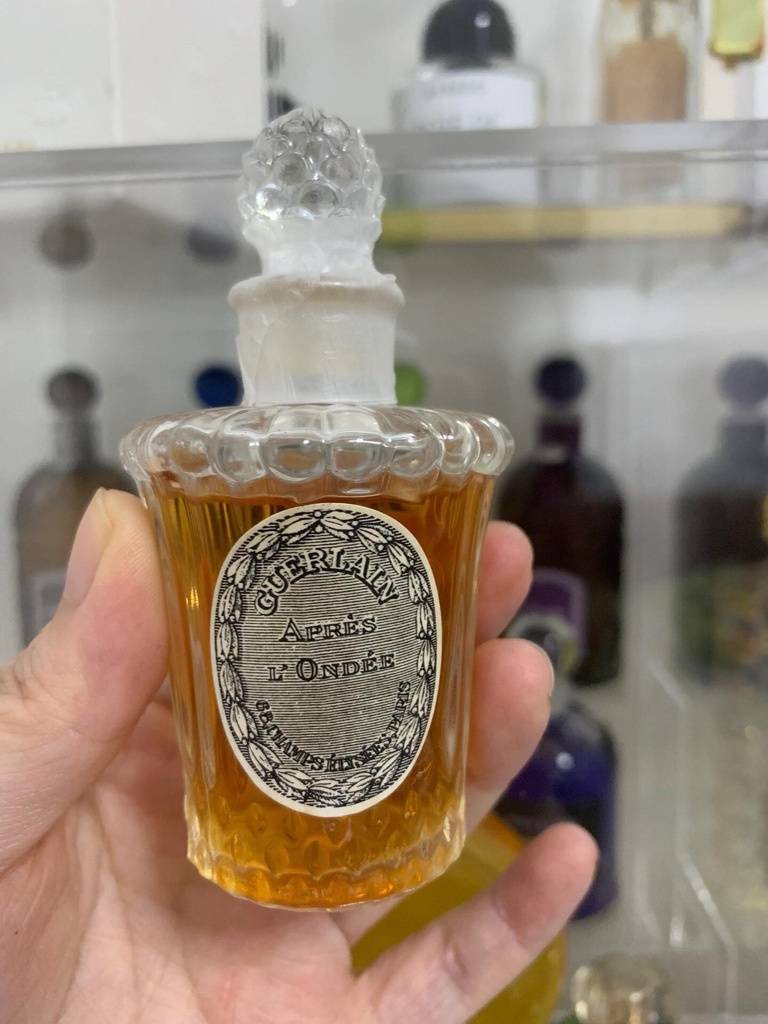 GUERLAIN
APRÈS
L'ONDÉE
68, CHAMPS ÉLYSÉES, PARIS